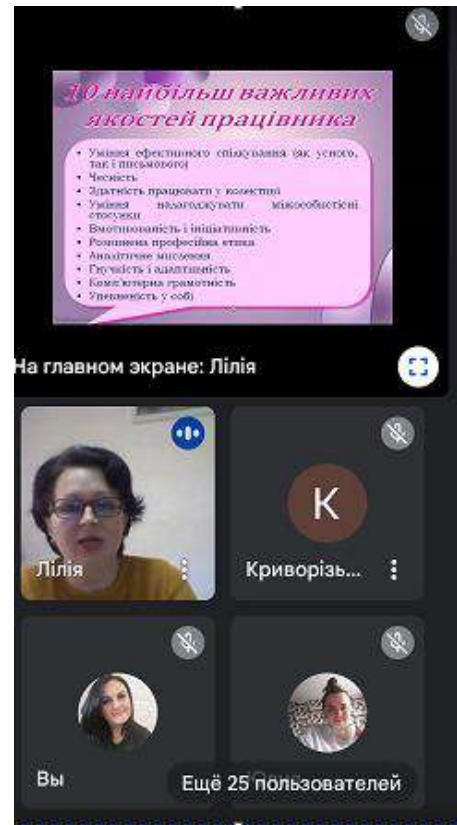 10 найбільш важливих
якостей працівника
• Уміння ефективного спілкування (як усного,
так і письмового)
• Чесність
• Здатність працювати у колективі
• Уміння налагоджувати міжособистісні
стосунки
• Вмотивованість і ініціативність
• Розвинена професійна етика
• Аналітичне мислення
• Гнучкість і адаптивність
• Комп'ютерна грамотність
• Упевненість у собі
На главном экране: Лілія
Лілія
К
Криворізь...
Вы
Ещё 25 пользователей